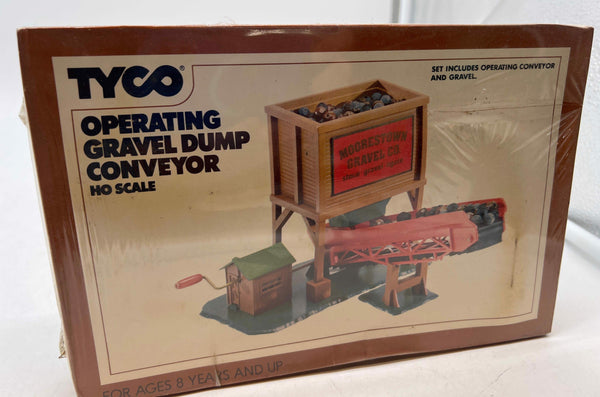 TYCO®
OPERATING
GRAVEL DUMP
CONVEYOR
HO SCALE
SET INCLUDES OPERATING CONVEYOR
AND GRAVEL.
MOORESTOWN
GRAVEL CO.
FOR AGES 8 YEARS AND UP